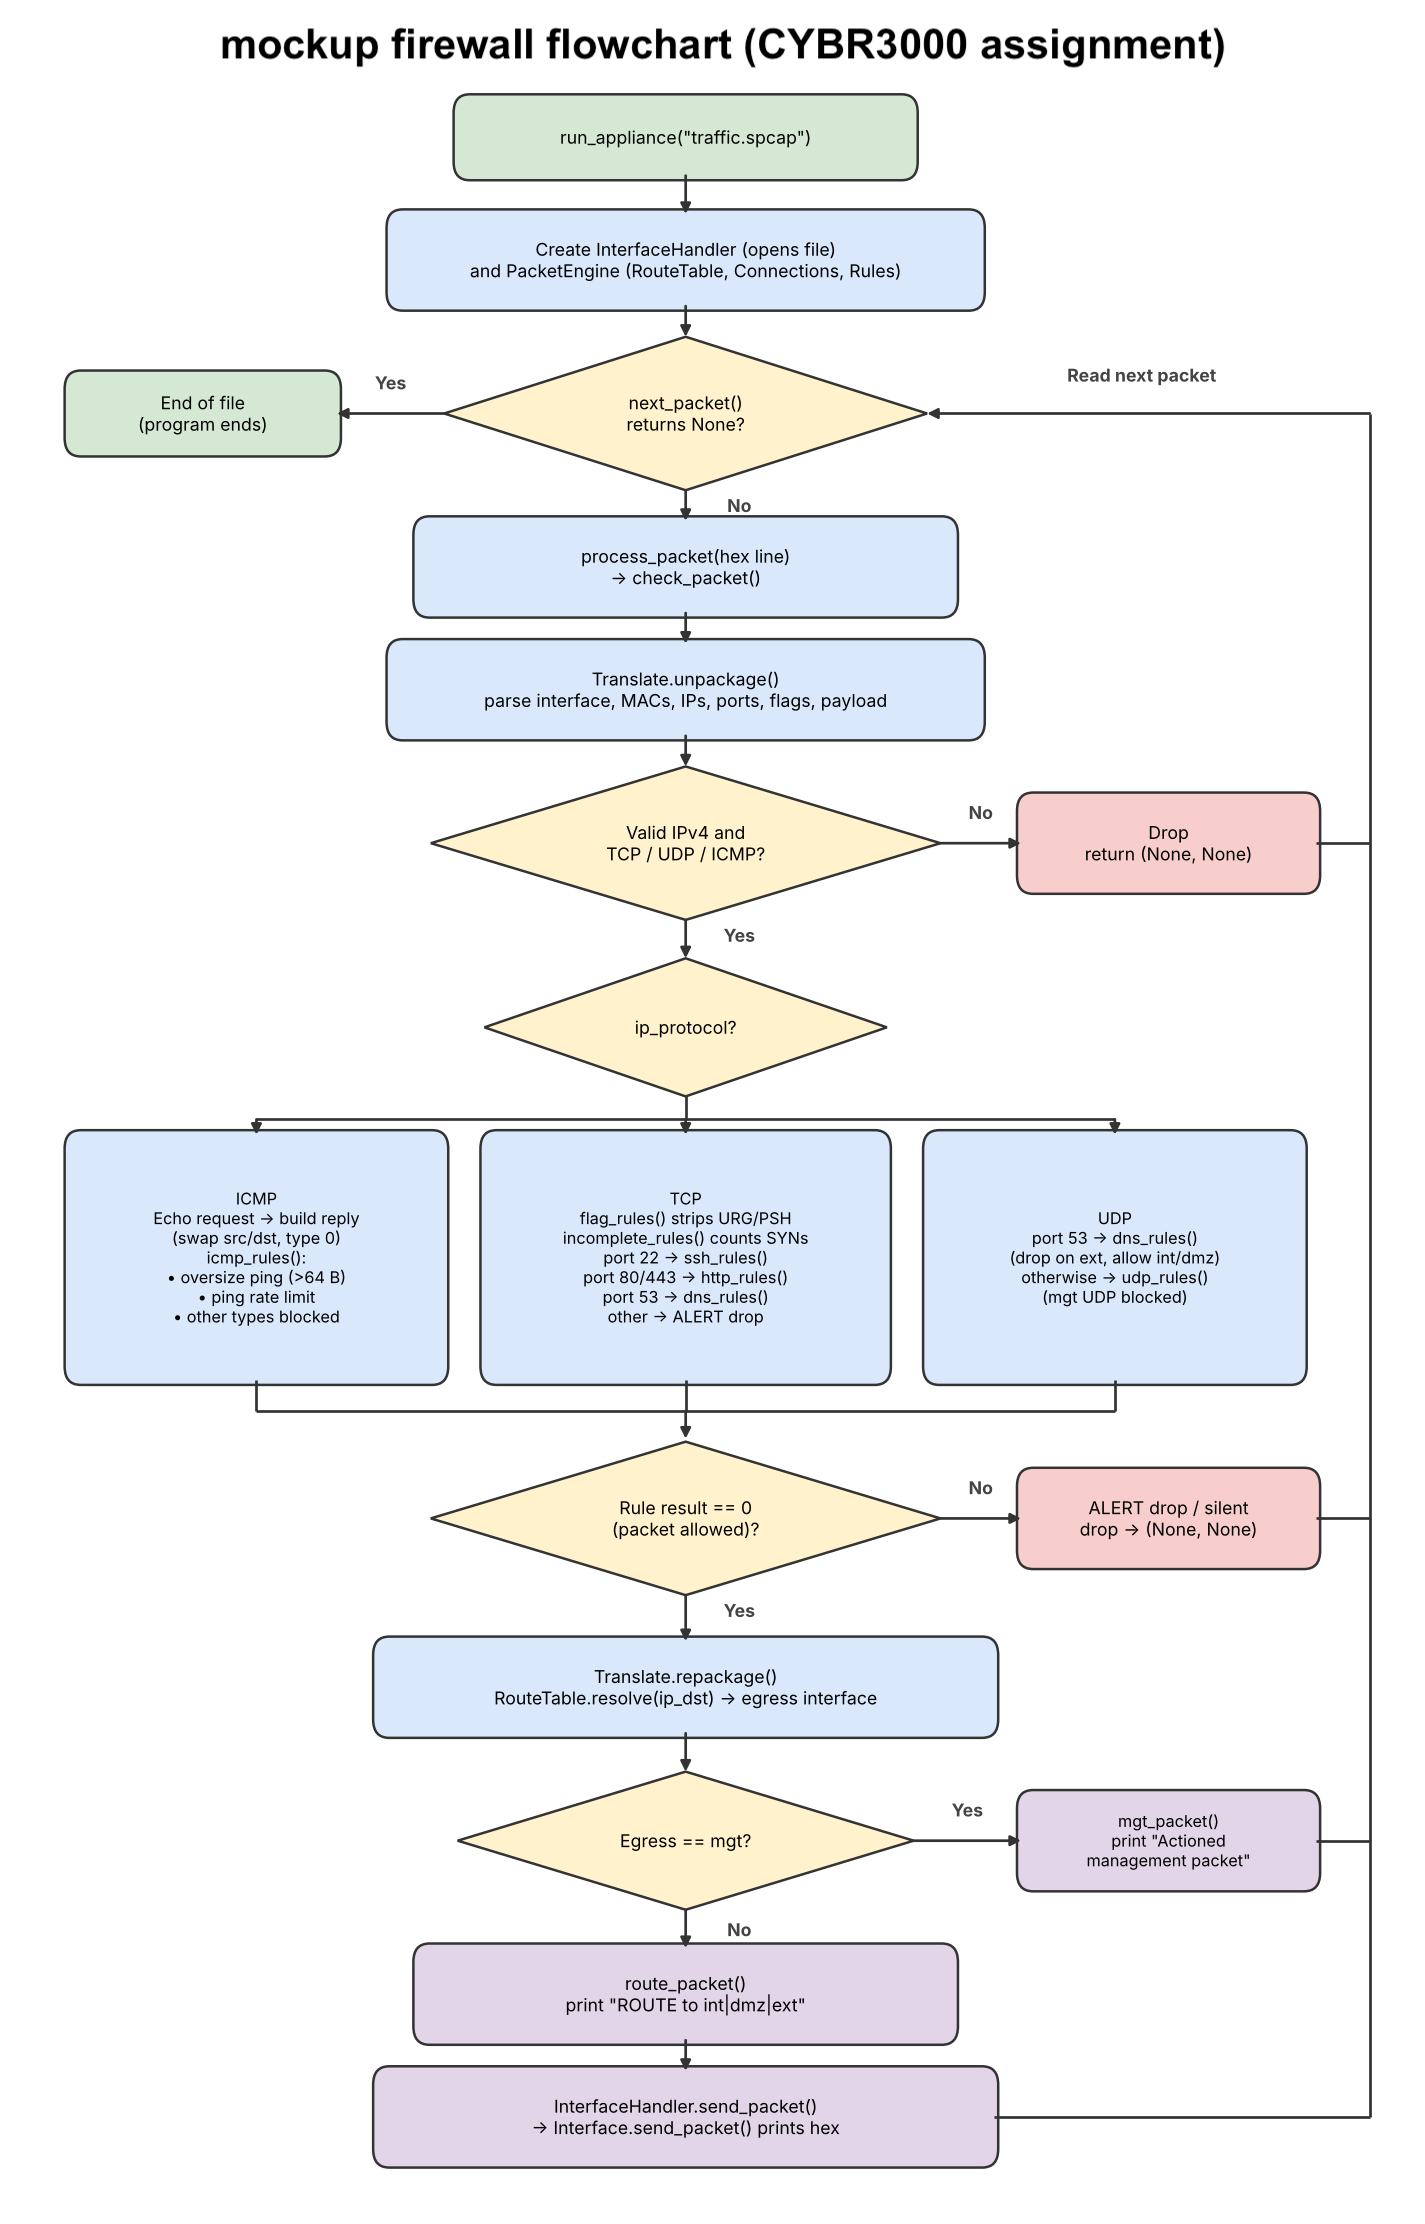 mockup firewall flowchart (CYBR3000 assignment)
run_appliance("traffic.spcap")
Create InterfaceHandler (opens file)
and PacketEngine (RouteTable, Connections, Rules)
next_packet()
returns None?
Yes
End of file
(program ends)
Read next packet
No
process_packet(hex line)
→ check_packet()
Translate.unpackage()
parse interface, MACs, IPs, ports, flags, payload
Valid IPv4 and
TCP / UDP / ICMP?
No
Drop
return (None, None)
Yes
ip_protocol?
ICMP
Echo request → build reply
(swap src/dst, type 0)
icmp_rules():
• oversize ping (>64 B)
• ping rate limit
• other types blocked
TCP
flag_rules() strips URG/PSH
incomplete_rules() counts SYNs
port 22 → ssh_rules()
port 80/443 → http_rules()
port 53 → dns_rules()
other → ALERT drop
UDP
port 53 → dns_rules()
(drop on ext, allow int/dmz)
otherwise → udp_rules()
(mgt UDP blocked)
Rule result == 0
(packet allowed)?
No
ALERT drop / silent
drop → (None, None)
Yes
Translate.repackage()
RouteTable.resolve(ip_dst) → egress interface
Egress == mgt?
Yes
mgt_packet()
print "Actioned
management packet"
No
route_packet()
print "ROUTE to int|dmz|ext"
InterfaceHandler.send_packet()
→ Interface.send_packet() prints hex